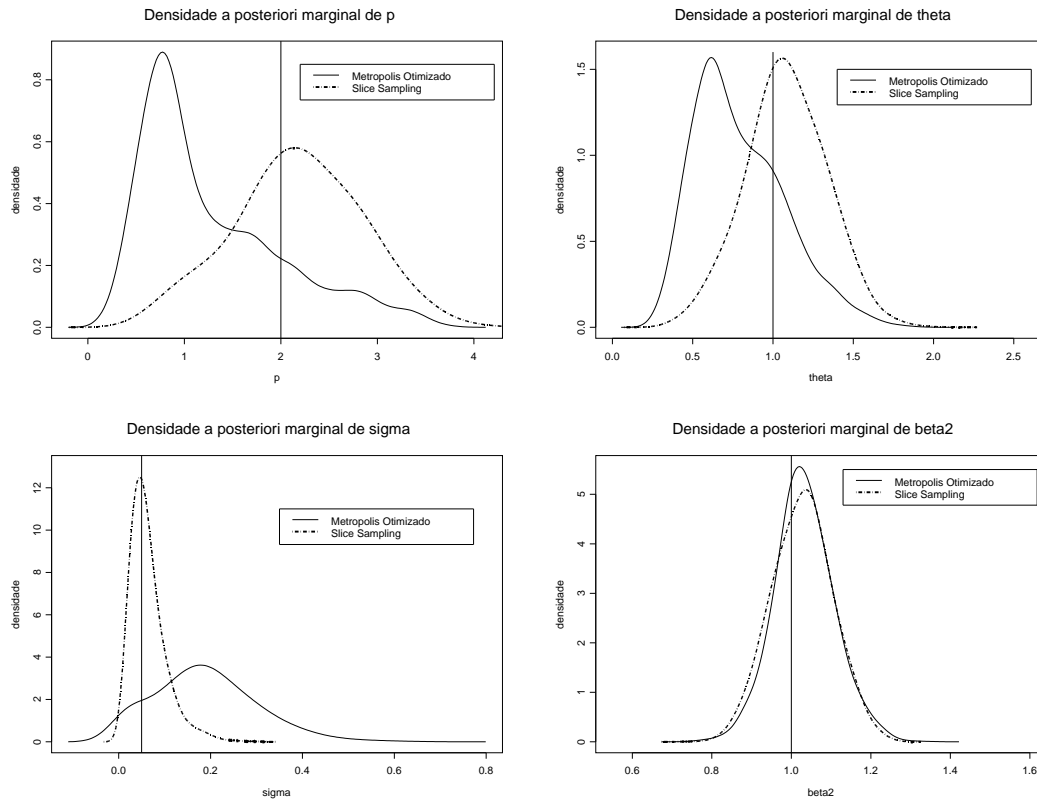 Densidade a posteriori marginal de p
densidade
0.0 0.2 0.4 0.6 0.8
Metropolis Otimizado
Slice Sampling
0 1 2 3 4
p
Densidade a posteriori marginal de theta
densidade
0.0 0.5 1.0 1.5
Metropolis Otimizado
Slice Sampling
0.0 0.5 1.0 1.5 2.0 2.5
theta
Densidade a posteriori marginal de sigma
densidade
0 2 4 6 8 10 12
Metropolis Otimizado
Slice Sampling
0.0 0.2 0.4 0.6 0.8
sigma
Densidade a posteriori marginal de beta2
densidade
0 1 2 3 4 5
Metropolis Otimizado
Slice Sampling
0.6 0.8 1.0 1.2 1.4 1.6
beta2